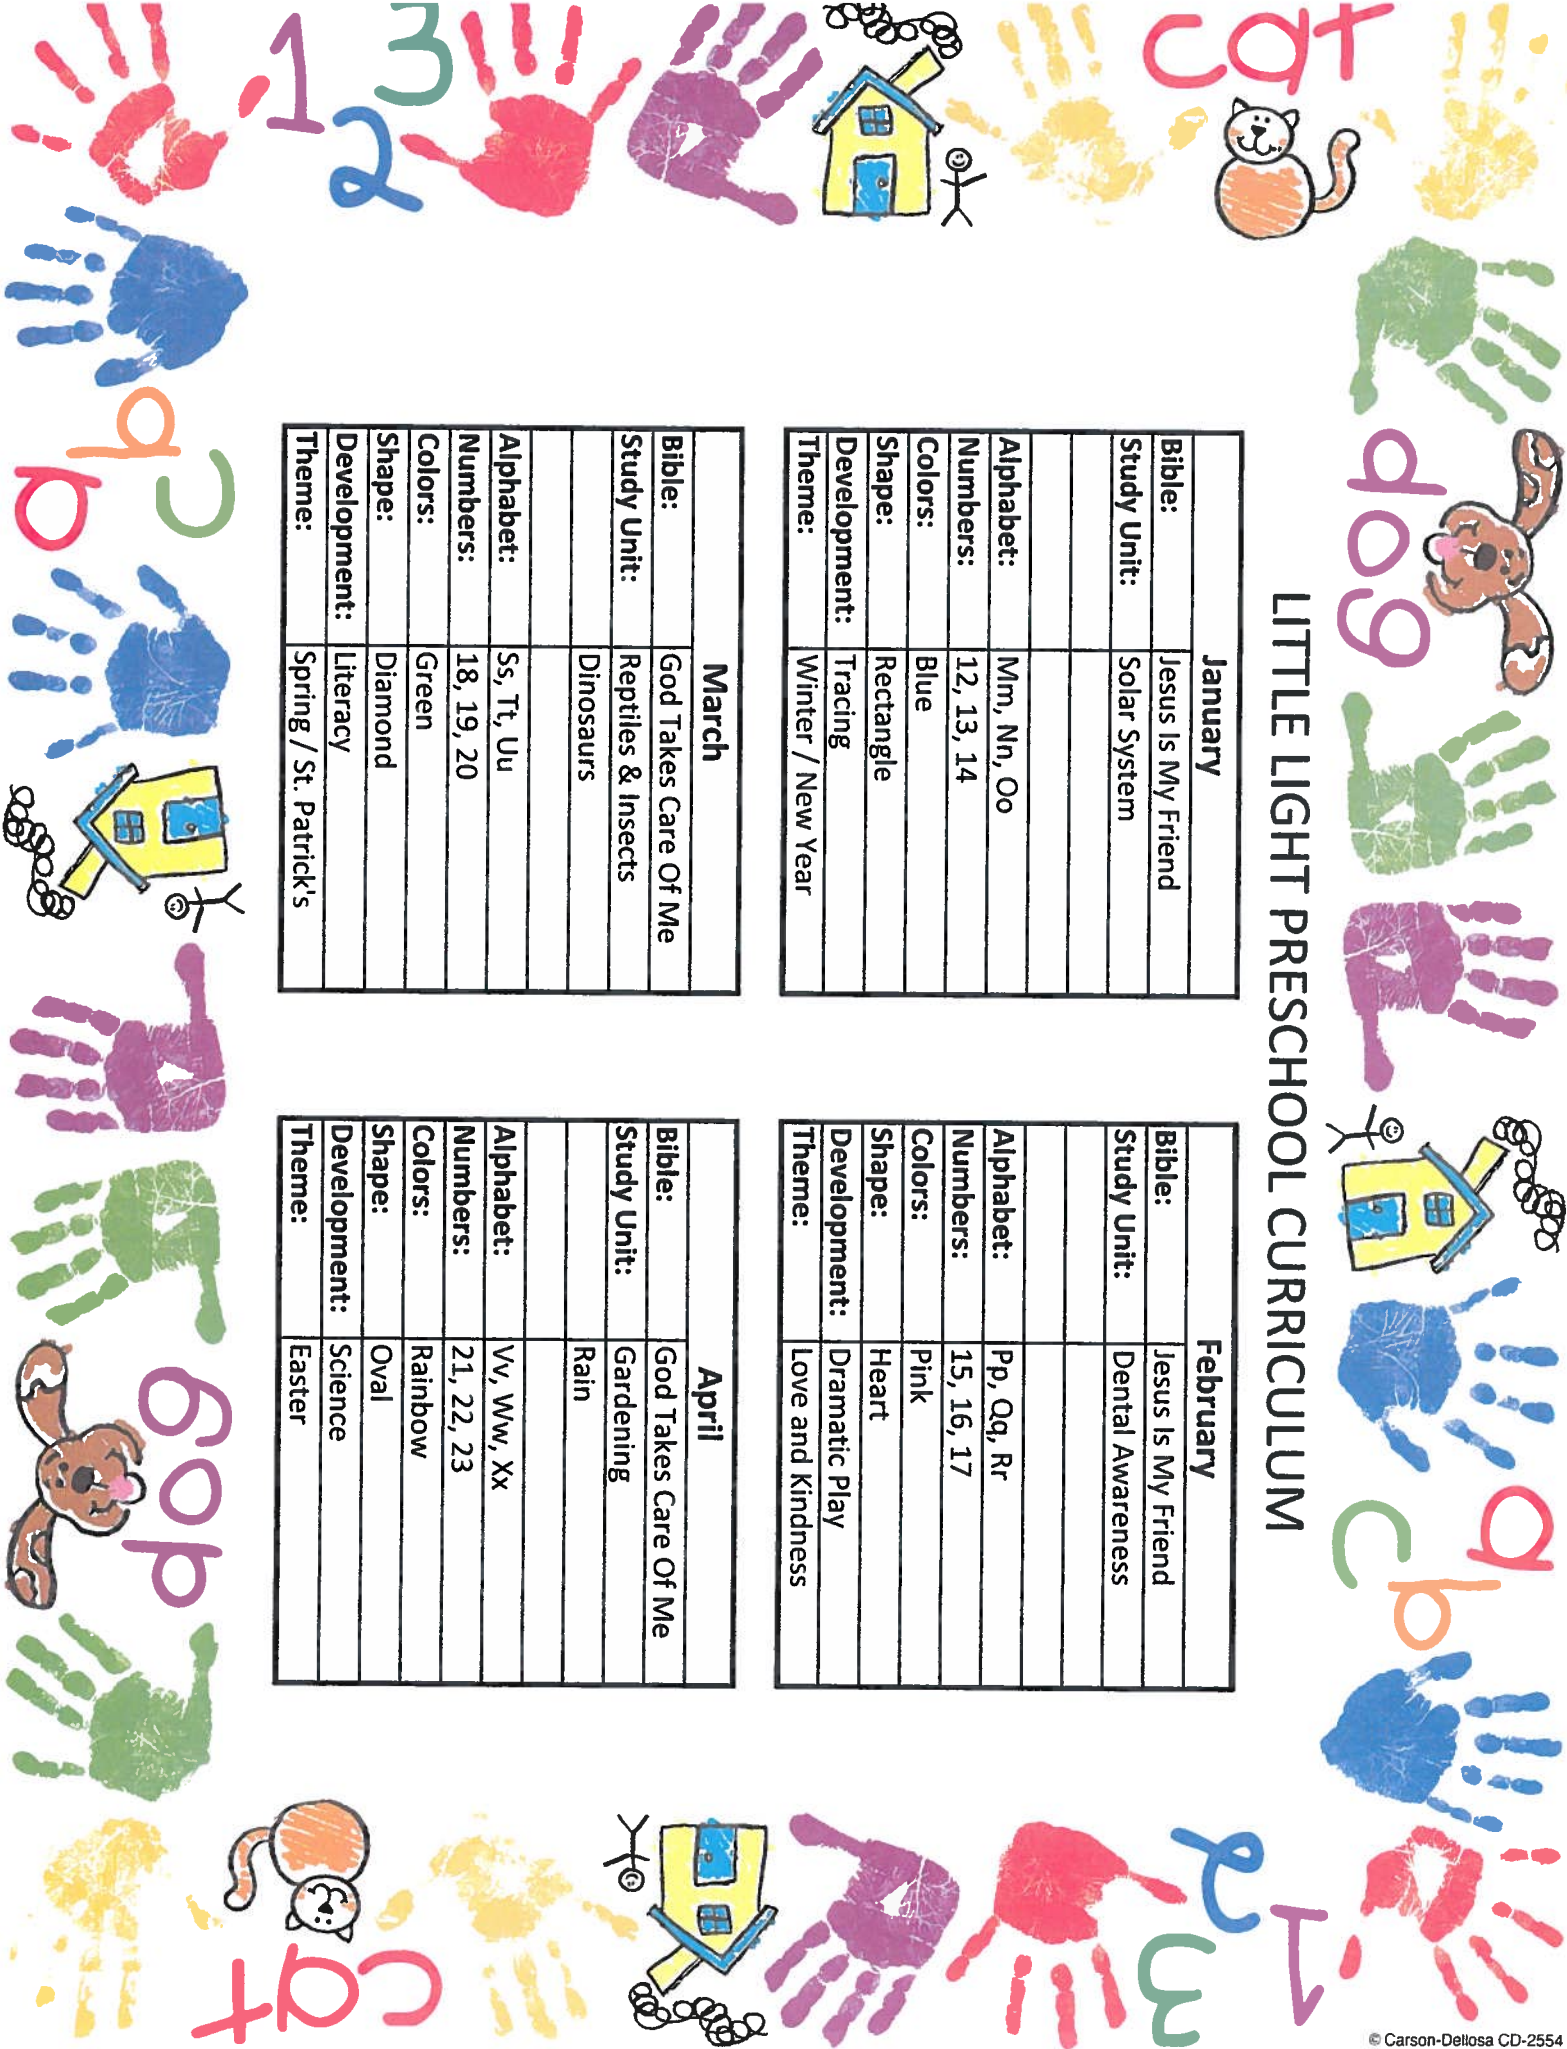 LITTLE LIGHT PRESCHOOL CURRICULUM
January
Bible: Jesus Is My Friend
Study Unit: Solar System
Alphabet: Mm, Nn, Oo
Numbers: 12, 13, 14
Colors: Blue
Shape: Rectangle
Development: Tracing
Theme: Winter / New Year
February
Bible: Jesus Is My Friend
Study Unit: Dental Awareness
Alphabet: Pp, Qq, Rr
Numbers: 15, 16, 17
Colors: Pink
Shape: Heart
Development: Dramatic Play
Theme: Love and Kindness
March
Bible: God Takes Care Of Me
Study Unit: Reptiles & Insects
Dinosaurs
Alphabet: Ss, Tt, Uu
Numbers: 18, 19, 20
Colors: Green
Shape: Diamond
Development: Literacy
Theme: Spring / St. Patrick's
April
Bible: God Takes Care Of Me
Study Unit: Gardening
Rain
Alphabet: Vv, Ww, Xx
Numbers: 21, 22, 23
Colors: Rainbow
Shape: Oval
Development: Science
Theme: Easter
1 2 3
cat
dog
a b c
1 2 3
cat
dog
a b c
© Carson-Dellosa CD-2554